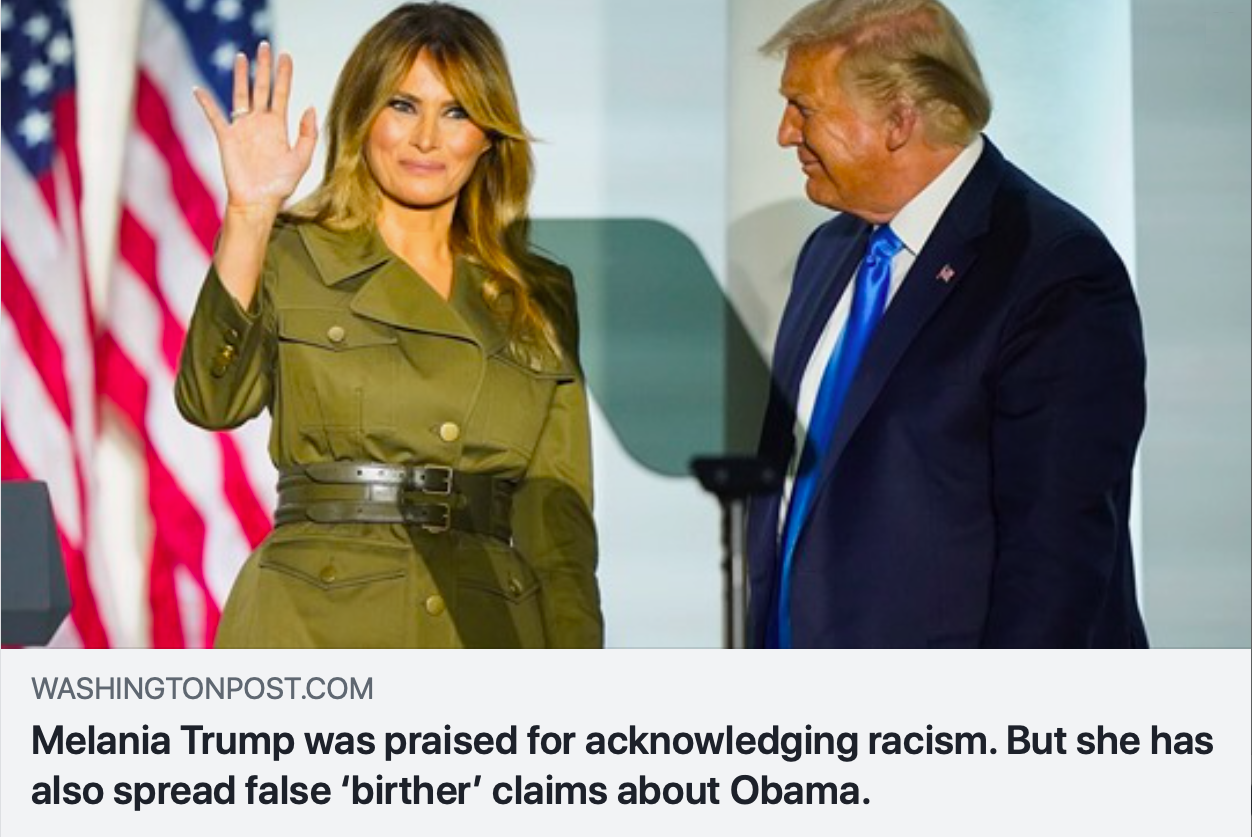 WASHINGTONPOST.COM
Melania Trump was praised for acknowledging racism. But she has
also spread false ‘birther’ claims about Obama.